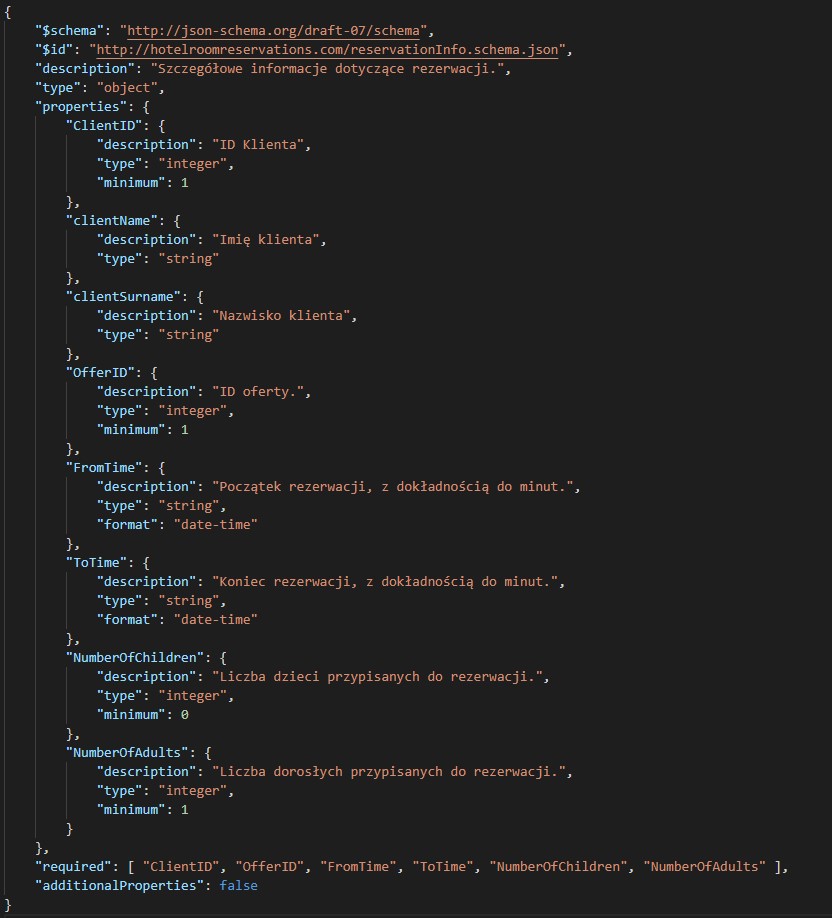 {
    "$schema": "http://json-schema.org/draft-07/schema",
    "$id": "http://hotelroomreservations.com/reservationInfo.schema.json",
    "description": "Szczegółowe informacje dotyczące rezerwacji.",
    "type": "object",
    "properties": {
        "ClientID": {
            "description": "ID Klienta",
            "type": "integer",
            "minimum": 1
        },
        "clientName": {
            "description": "Imię klienta",
            "type": "string"
        },
        "clientSurname": {
            "description": "Nazwisko klienta",
            "type": "string"
        },
        "OfferID": {
            "description": "ID oferty.",
            "type": "integer",
            "minimum": 1
        },
        "FromTime": {
            "description": "Początek rezerwacji, z dokładnością do minut.",
            "type": "string",
            "format": "date-time"
        },
        "ToTime": {
            "description": "Koniec rezerwacji, z dokładnością do minut.",
            "type": "string",
            "format": "date-time"
        },
        "NumberOfChildren": {
            "description": "Liczba dzieci przypisanych do rezerwacji.",
            "type": "integer",
            "minimum": 0
        },
        "NumberOfAdults": {
            "description": "Liczba dorosłych przypisanych do rezerwacji.",
            "type": "integer",
            "minimum": 1
        }
    },
    "required": [ "ClientID", "OfferID", "FromTime", "ToTime", "NumberOfChildren", "NumberOfAdults" ],
    "additionalProperties": false
}